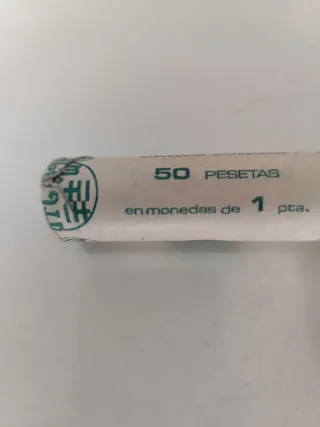 50 PESETAS
en monedas de 1 pta.